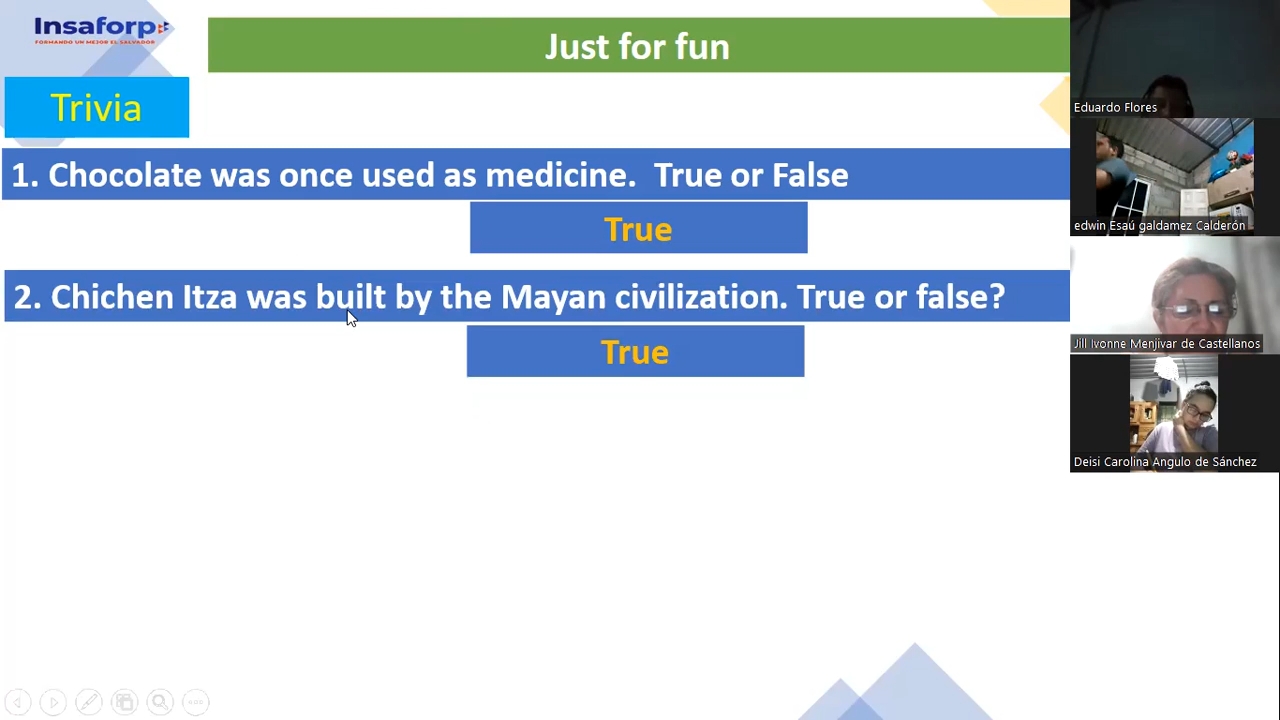 Insaforp
FORMANDO UN MEJOR EL SALVADOR
Just for fun
Trivia
1. Chocolate was once used as medicine.  True or False
True
2. Chichen Itza was built by the Mayan civilization. True or false?
True
Eduardo Flores
edwin Esaú galdamez Calderón
Jill Ivonne Menjivar de Castellanos
Deisi Carolina Angulo de Sánchez